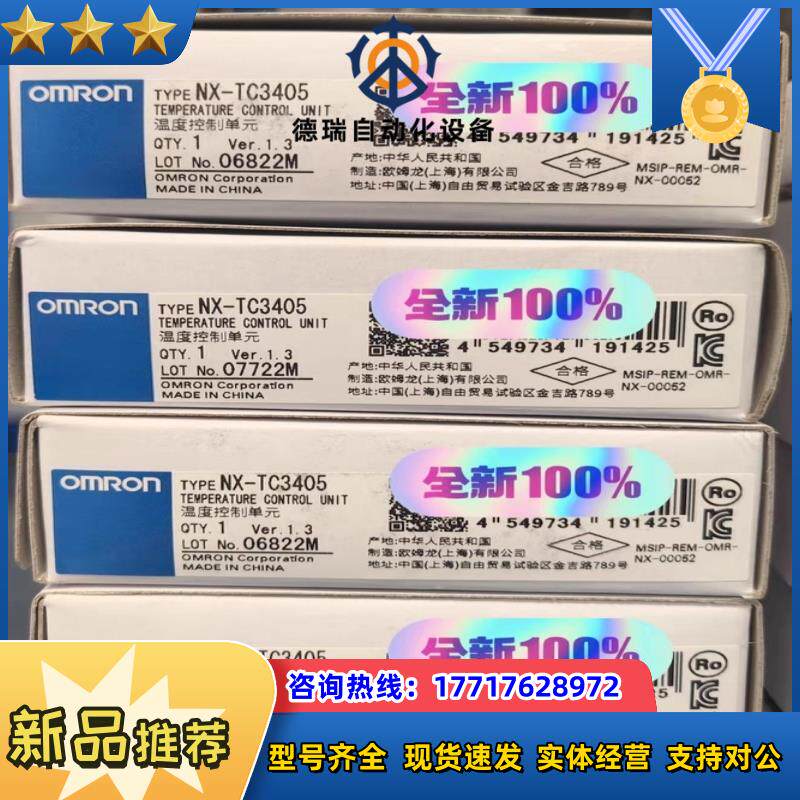 OMRON
TYPE NX-TC3405
TEMPERATURE CONTROL UNIT
温度控制单元
QTY. 1 Ver.1.3
LOT No. 06822M
OMRON Corporation
MADE IN CHINA
全新100%
德瑞自动化设备
4 549734 191425
产地:中华人民共和国
制造:欧姆龙(上海)有限公司
地址:中国(上海)自由贸易试验区金吉路789号
合格
MSIP-REM-OMR-
NX-00052
OMRON
TYPE NX-TC3405
TEMPERATURE CONTROL UNIT
温度控制单元
QTY. 1 Ver.1.3
LOT No. 07722M
OMRON Corporation
MADE IN CHINA
全新100%
Ro
4 549734 191425
产地:中华人民共和国
制造:欧姆龙(上海)有限公司
地址:中国(上海)自由贸易试验区金吉路789号
合格
MSIP-REM-OMR-
NX-00052
OMRON
TYPE NX-TC3405
TEMPERATURE CONTROL UNIT
温度控制单元
QTY. 1 Ver.1.3
LOT No. 06822M
OMRON Corporation
MADE IN CHINA
全新100%
Ro
4 549734 191425
产地:中华人民共和国
制造:欧姆龙(上海)有限公司
地址:中国(上海)自由贸易试验区金吉路789号
合格
MSIP-REM-OMR-
NX-00052
OMRON
TYPE NX-TC3405
全新100%
Ro
咨询热线：17717628972
新品推荐
型号齐全 现货速发 实体经营 支持对公